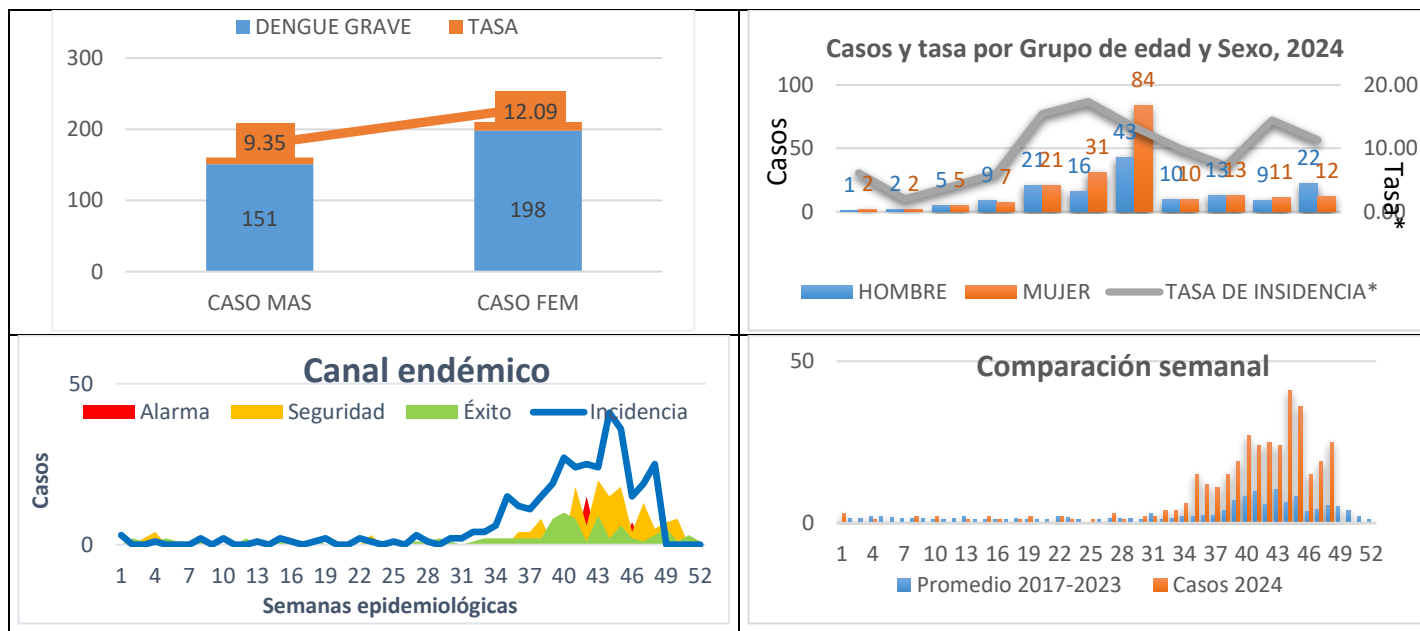 DENGUE GRAVE TASA
300
200
100
0
9.35
12.09
151
198
CASO MAS CASO FEM
Casos y tasa por Grupo de edad y Sexo, 2024
100
50
0
Casos
20.00
10.00
0.00
Tasa*
1 2 2 2 5 5 9 7 21 21 16 31 43 84 10 10 13 13 9 11 22 12
HOMBRE MUJER TASA DE INSIDENCIA*
Canal endémico
50
0
Alarma Seguridad Éxito Incidencia
Casos
1 4 7 10 13 16 19 22 25 28 31 34 37 40 43 46 49 52
Semanas epidemiológicas
Comparación semanal
50
0
1 4 7 10 13 16 19 22 25 28 31 34 37 40 43 46 49 52
Promedio 2017-2023 Casos 2024